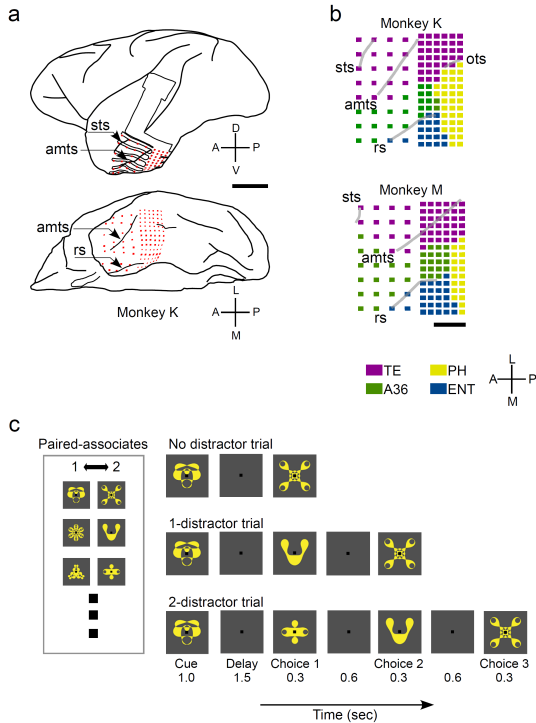 a
sts
amts
D
A
P
V
amts
rs
Monkey K
L
A
P
M
b
Monkey K
sts
ots
amts
rs
Monkey M
sts
amts
rs
TE
PH
A36
ENT
L
A
P
M
c
Paired-associates
1 2
No distractor trial
1-distractor trial
2-distractor trial
Cue Delay Choice 1 Choice 2 Choice 3
1.0 1.5 0.3 0.6 0.3 0.6 0.3
Time (sec)